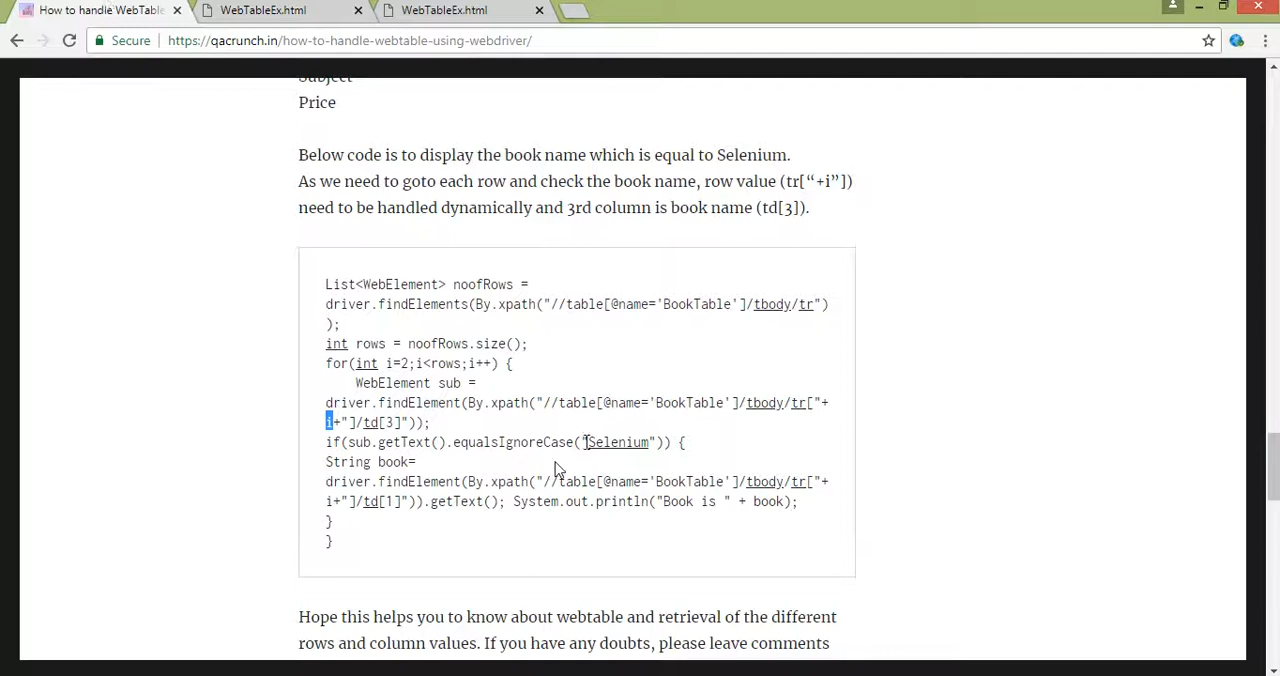 How to handle WebTable
WebTableEx.html
WebTableEx.html
Secure
https://qacrunch.in/how-to-handle-webtable-using-webdriver/
Subject
Price
Below code is to display the book name which is equal to Selenium.
As we need to goto each row and check the book name, row value (tr[“+i”])
need to be handled dynamically and 3rd column is book name (td[3]).
List<WebElement> noofRows =
driver.findElements(By.xpath("//table[@name='BookTable']/tbody/tr")
);
int rows = noofRows.size();
for(int i=2;i<rows;i++) {
WebElement sub =
driver.findElement(By.xpath("//table[@name='BookTable']/tbody/tr["+
i+"]/td[3]"));
if(sub.getText().equalsIgnoreCase("Selenium")) {
String book=
driver.findElement(By.xpath("//table[@name='BookTable']/tbody/tr["+
i+"]/td[1]")).getText(); System.out.println("Book is " + book);
}
}
Hope this helps you to know about webtable and retrieval of the different
rows and column values. If you have any doubts, please leave comments